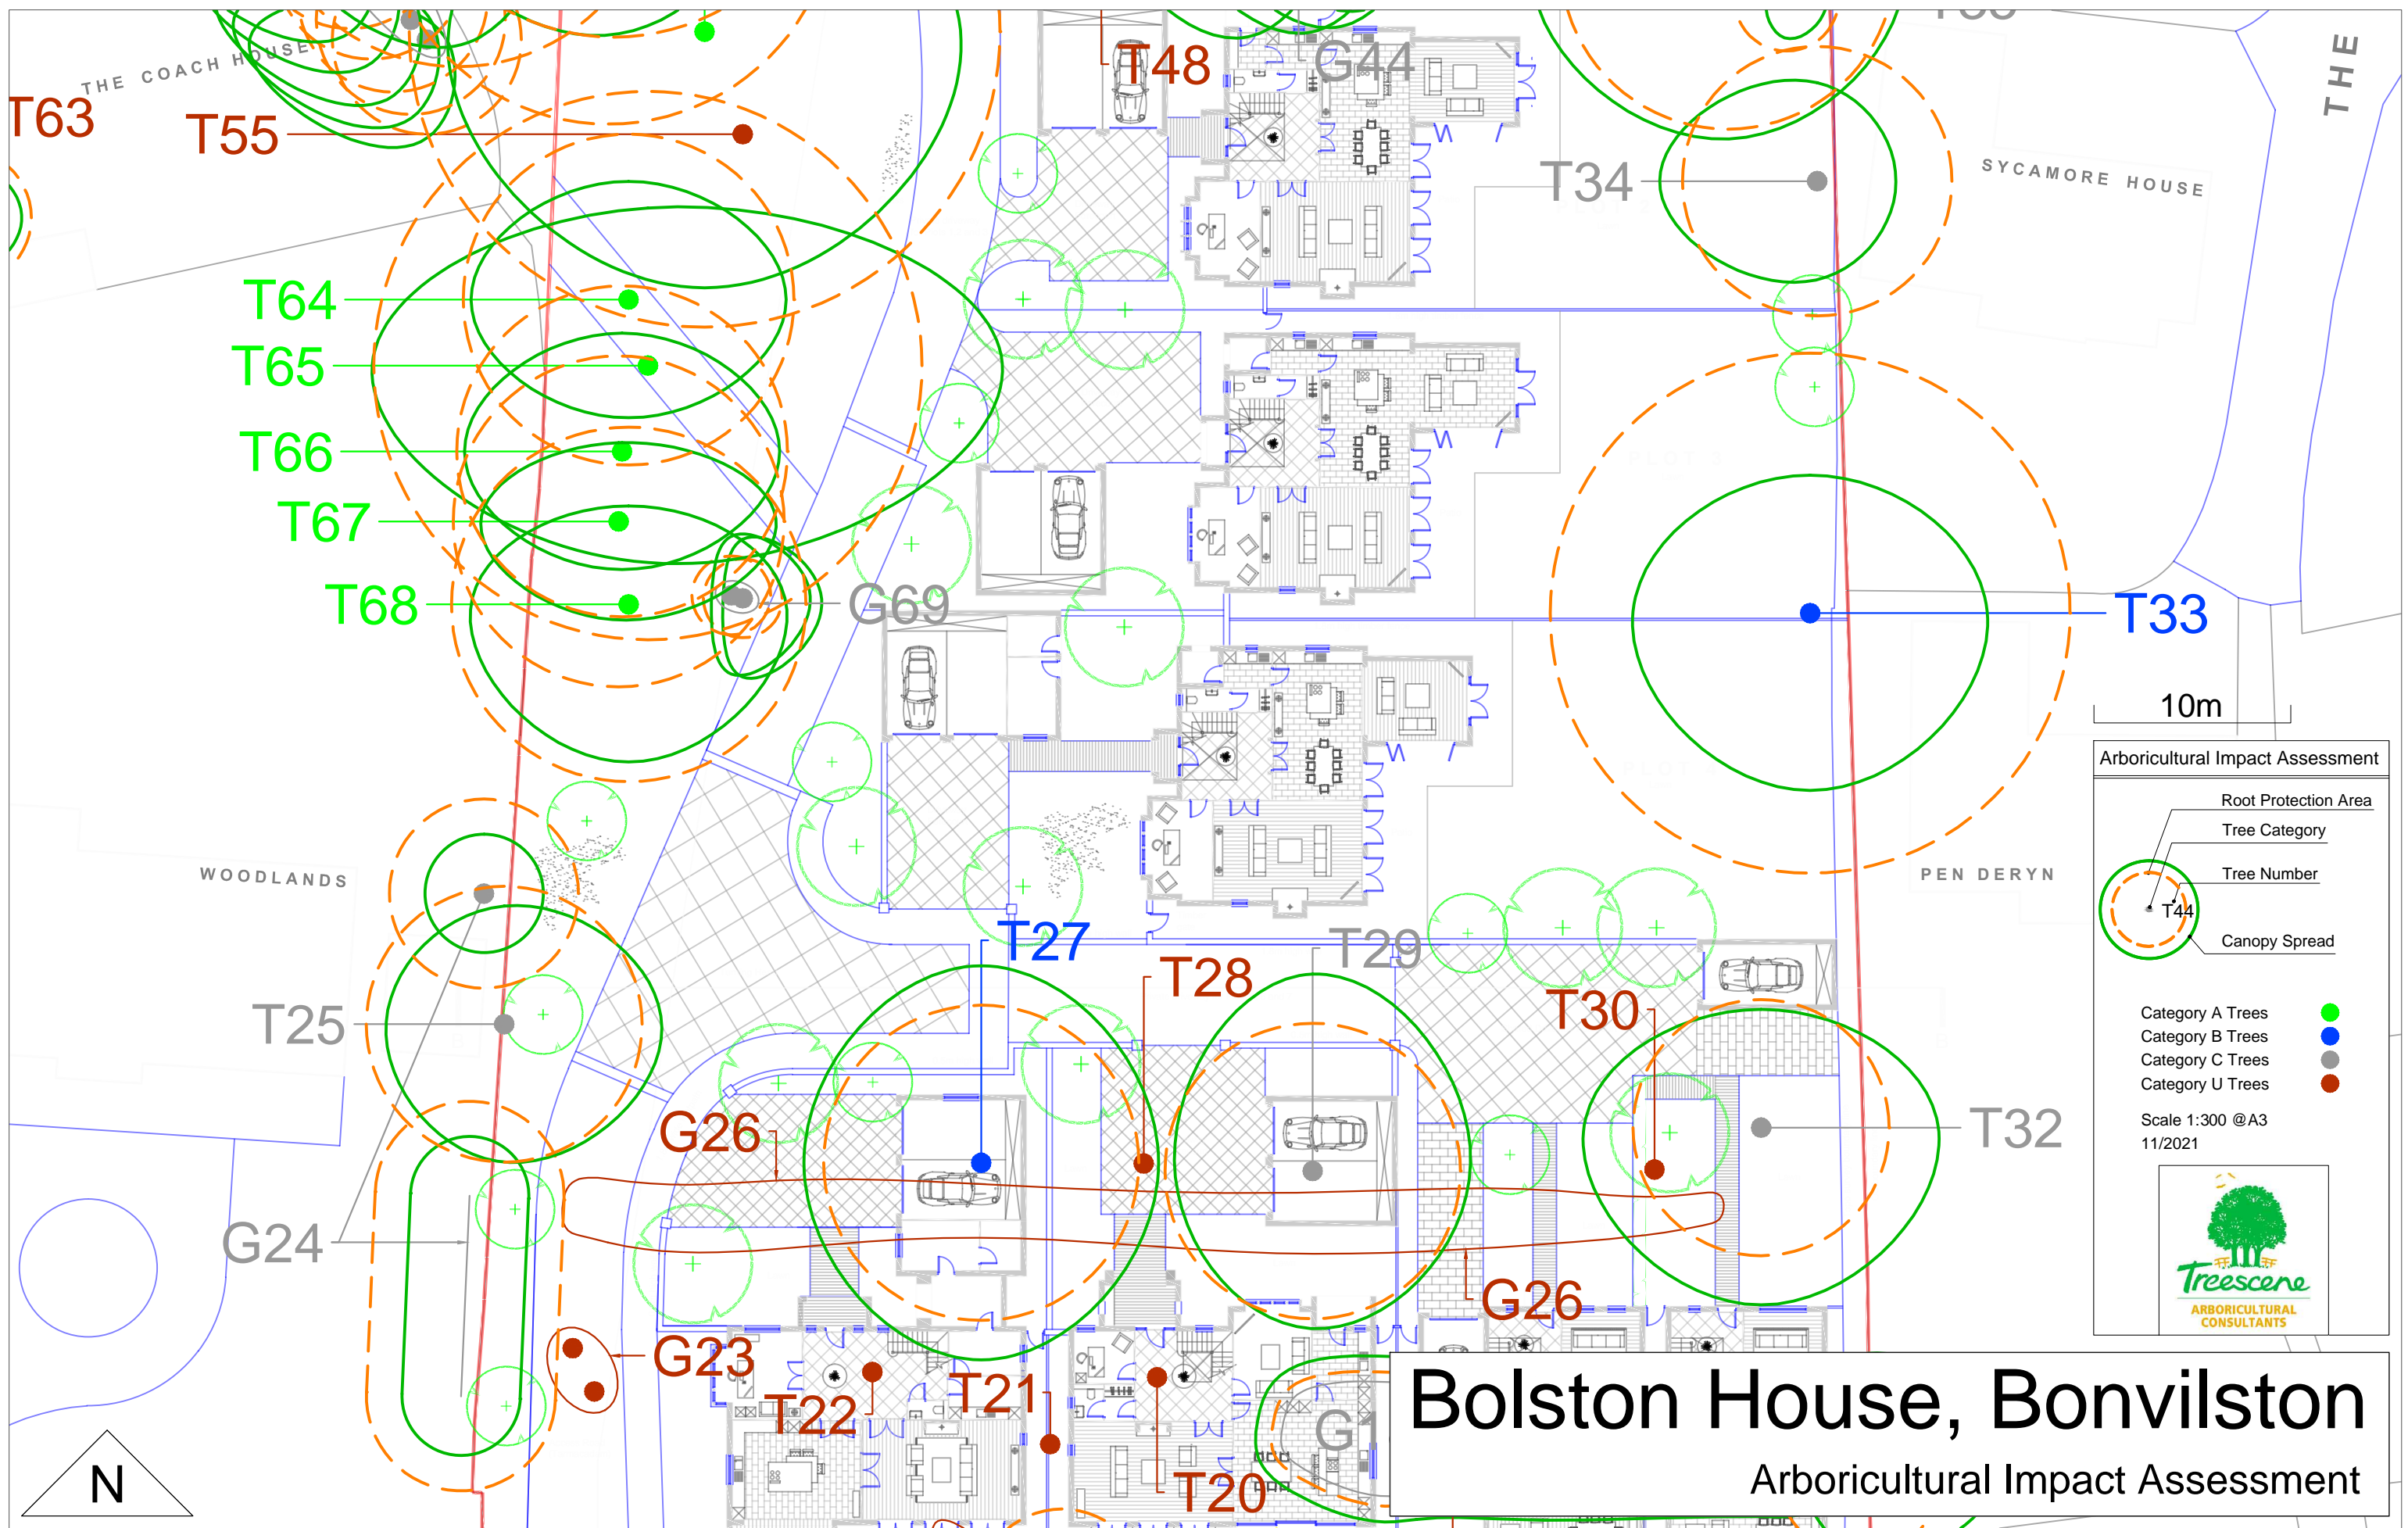 T48
G44
THE COACH HOUSE
THE
T63
T55
T34
SYCAMORE HOUSE
T64
T65
T66
T67
T68
G69
T33
10m
Arboricultural Impact Assessment
Root Protection Area
Tree Category
Tree Number
T44
Canopy Spread
WOODLANDS
PEN DERYN
T27
T29
T28
T30
T25
Category A Trees
Category B Trees
Category C Trees
Category U Trees
Scale 1:300 @A3
11/2021
G26
T32
G24
G26
Treescene
ARBORICULTURAL
CONSULTANTS
G23
T22
T21
T20
Bolston House, Bonvilston
Arboricultural Impact Assessment
N